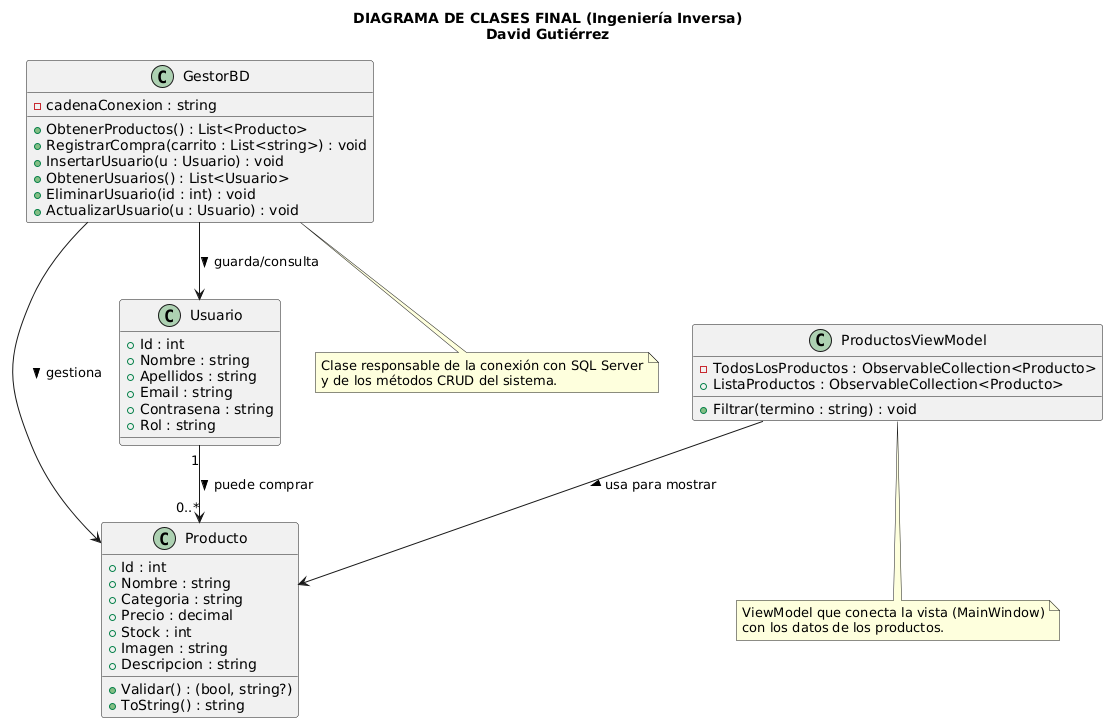 DIAGRAMA DE CLASES FINAL (Ingeniería Inversa)
David Gutiérrez
C GestorBD
cadenaConexion : string
ObtenerProductos() : List<Producto>
RegistrarCompra(carrito : List<string>) : void
InsertarUsuario(u : Usuario) : void
ObtenerUsuarios() : List<Usuario>
EliminarUsuario(id : int) : void
ActualizarUsuario(u : Usuario) : void
guarda/consulta
gestiona
C Usuario
Id : int
Nombre : string
Apellidos : string
Email : string
Contrasena : string
Rol : string
Clase responsable de la conexión con SQL Server
y de los métodos CRUD del sistema.
C ProductosViewModel
TodosLosProductos : ObservableCollection<Producto>
ListaProductos : ObservableCollection<Producto>
Filtrar(termino : string) : void
1
puede comprar
0..*
usa para mostrar
C Producto
Id : int
Nombre : string
Categoria : string
Precio : decimal
Stock : int
Imagen : string
Descripcion : string
Validar() : (bool, string?)
ToString() : string
ViewModel que conecta la vista (MainWindow)
con los datos de los productos.